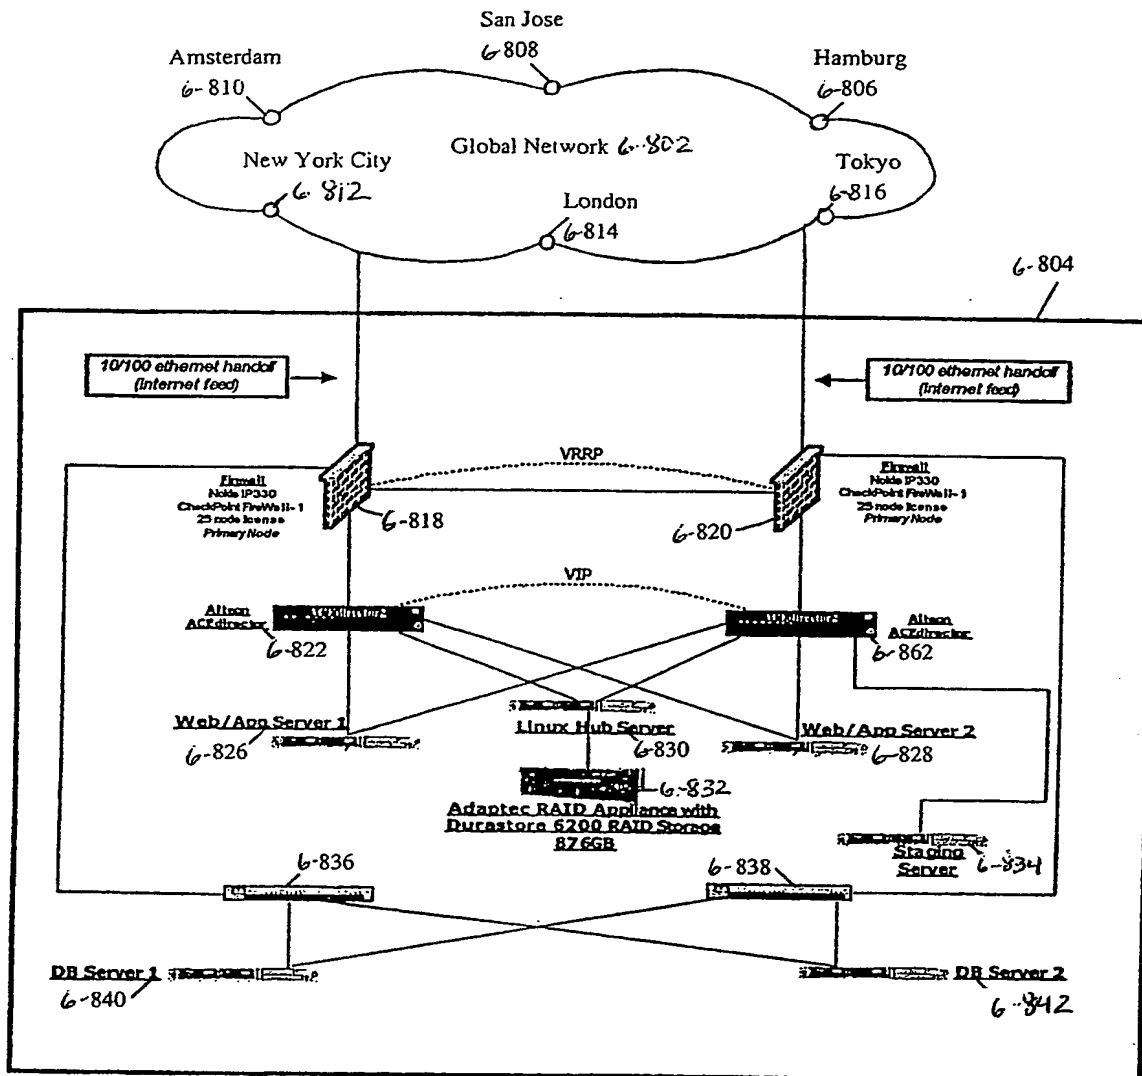 San Jose
6-808
Amsterdam
6-810
Hamburg
6-806
Global Network 6-802
New York City
6-812
Tokyo
6-816
London
6-814
6-804
10/100 ethernet handoff
(Internet feed)
10/100 ethernet handoff
(Internet feed)
VRRP
Firewall
Nokia IP330
CheckPoint FireWall-1
25 node license
Primary Node
6-818
Firewall
Nokia IP330
CheckPoint FireWall-1
25 node license
Primary Node
6-820
VIP
Alteon
ACEdirector
6-822
ACEdirector
ACEdirector
Alteon
ACEdirector
6-862
Web/App Server 1
6-826
Linux Hub Server
6-830
Web/App Server 2
6-828
6-832
Adaptec RAID Appliance with
Durastore 6200 RAID Storage
876GB
Staging
Server
6-834
6-836
6-838
DB Server 1
6-840
DB Server 2
6-842